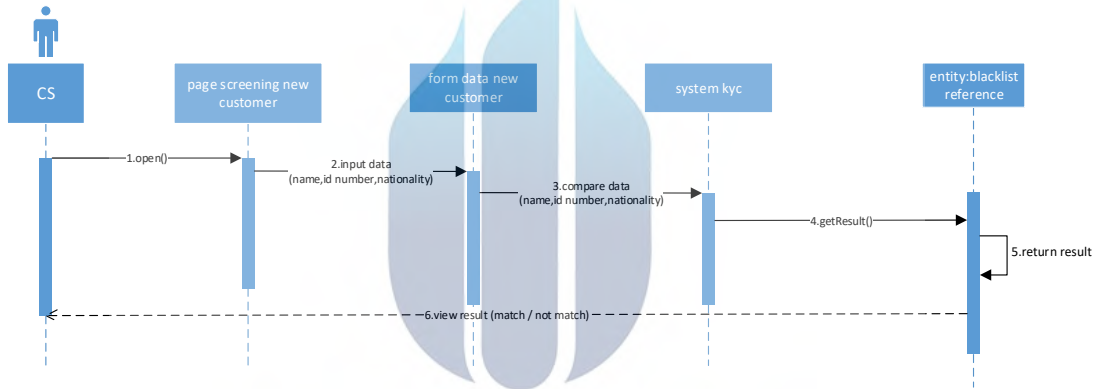 CS
page screening new
customer
form data new
customer
system kyc
entity:blacklist
reference
1.open()
2.input data
(name,id number,nationality)
3.compare data
(name,id number,nationality)
4.getResult()
5.return result
6.view result (match / not match)